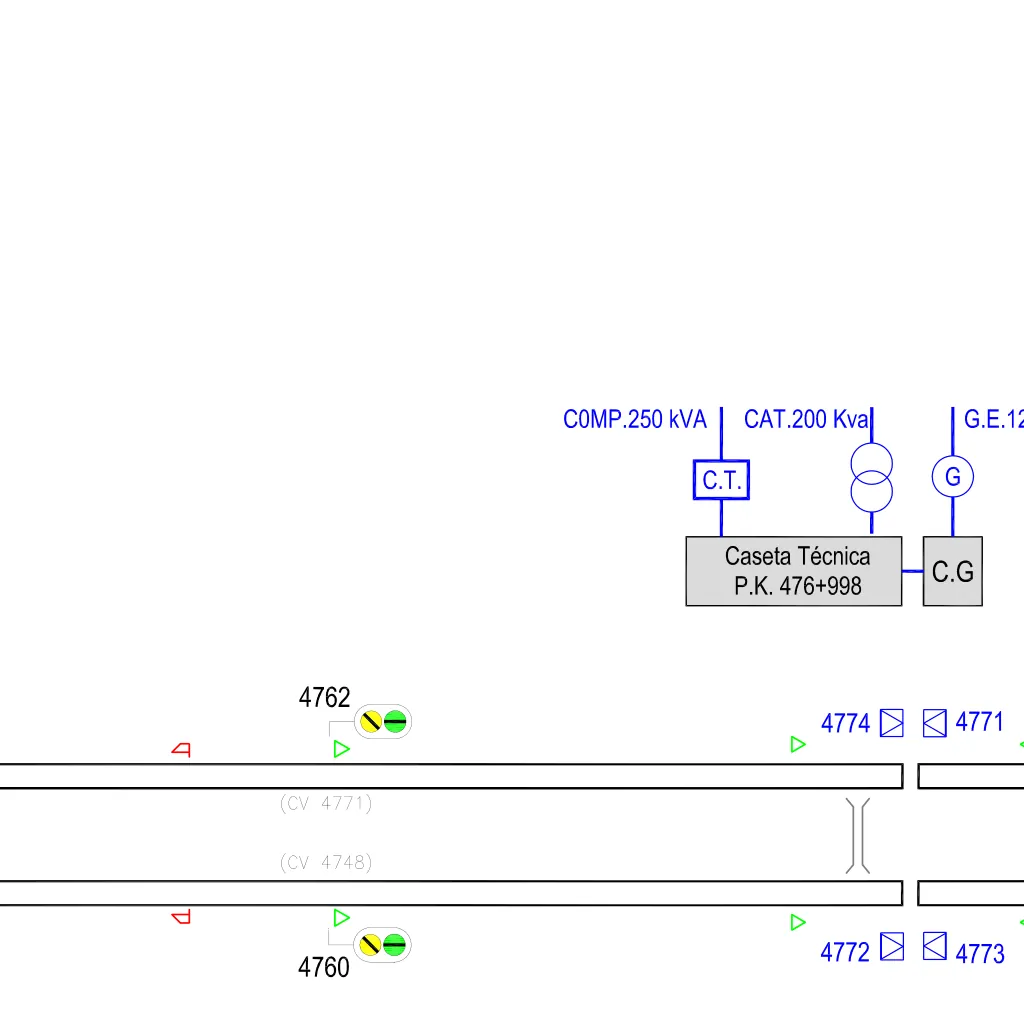 C0MP.250 kVA
CAT.200 Kva
G.E.12
C.T.
G
Caseta Técnica
P.K. 476+998
C.G
4762
4774
4771
(CV 4771)
(CV 4748)
4760
4772
4773